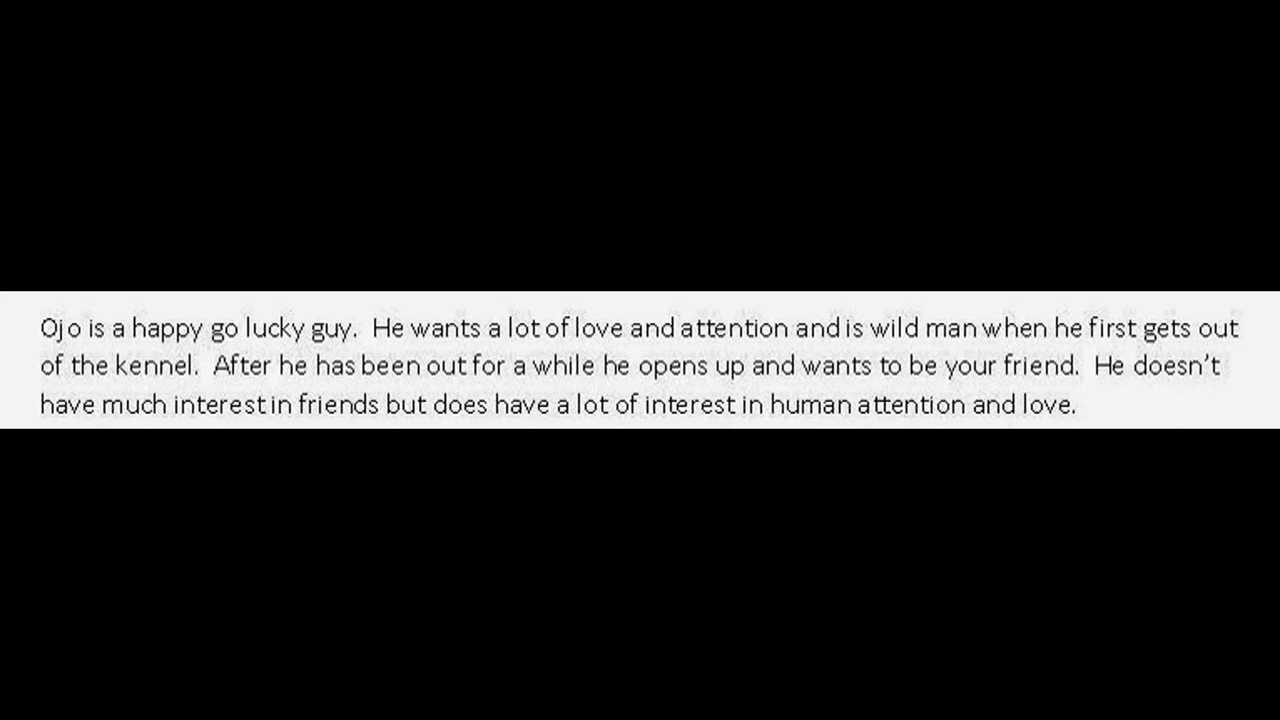 Ojo is a happy go lucky guy.  He wants a lot of love and attention and is wild man when he first gets out
of the kennel.  After he has been out for a while he opens up and wants to be your friend.  He doesn’t
have much interest in friends but does have a lot of interest in human attention and love.